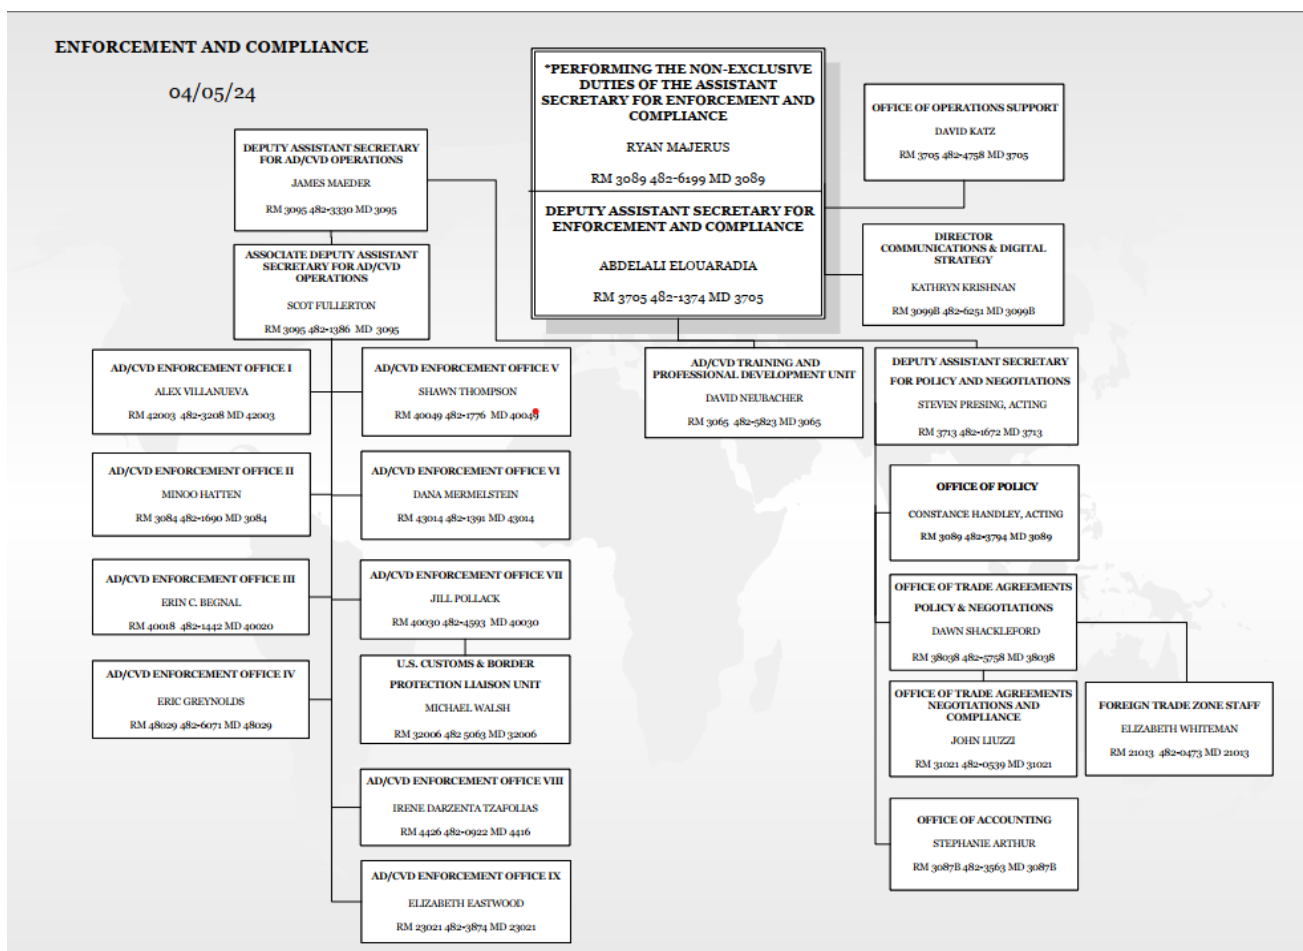 ENFORCEMENT AND COMPLIANCE
04/05/24
*PERFORMING THE NON-EXCLUSIVE
DUTIES OF THE ASSISTANT
SECRETARY FOR ENFORCEMENT AND
COMPLIANCE
RYAN MAJERUS
RM 3089 482-6199 MD 3089
DEPUTY ASSISTANT SECRETARY FOR
ENFORCEMENT AND COMPLIANCE
ABDELALI ELOUARADIA
RM 3705 482-1374 MD 3705
OFFICE OF OPERATIONS SUPPORT
DAVID KATZ
RM 3705 482-4758 MD 3705
DIRECTOR
COMMUNICATIONS & DIGITAL
STRATEGY
KATHRYN KRISHNAN
RM 3099B 482-6251 MD 3099B
DEPUTY ASSISTANT SECRETARY
FOR AD/CVD OPERATIONS
JAMES MAEDER
RM 3095 482-3330 MD 3095
ASSOCIATE DEPUTY ASSISTANT
SECRETARY FOR AD/CVD
OPERATIONS
SCOT FULLERTON
RM 3095 482-1386 MD 3095
AD/CVD ENFORCEMENT OFFICE I
ALEX VILLANUEVA
RM 42003 482-3208 MD 42003
AD/CVD ENFORCEMENT OFFICE II
MINOO HATTEN
RM 3084 482-1690 MD 3084
AD/CVD ENFORCEMENT OFFICE III
ERIN C. BEGNAL
RM 40018 482-1442 MD 40020
AD/CVD ENFORCEMENT OFFICE IV
ERIC GREYNOLDS
RM 48029 482-6071 MD 48029
AD/CVD ENFORCEMENT OFFICE V
SHAWN THOMPSON
RM 40049 482-1776 MD 40049
AD/CVD ENFORCEMENT OFFICE VI
DANA MERMELSTEIN
RM 43014 482-1391 MD 43014
AD/CVD ENFORCEMENT OFFICE VII
JILL POLLACK
RM 40030 482-4593 MD 40030
U.S. CUSTOMS & BORDER
PROTECTION LIAISON UNIT
MICHAEL WALSH
RM 32006 482 5063 MD 32006
AD/CVD ENFORCEMENT OFFICE VIII
IRENE DARZENTA TZAFOLIAS
RM 4426 482-0922 MD 4416
AD/CVD ENFORCEMENT OFFICE IX
ELIZABETH EASTWOOD
RM 23021 482-3874 MD 23021
AD/CVD TRAINING AND
PROFESSIONAL DEVELOPMENT UNIT
DAVID NEUBACHER
RM 3065 482-5823 MD 3065
DEPUTY ASSISTANT SECRETARY
FOR POLICY AND NEGOTIATIONS
STEVEN PRESING, ACTING
RM 3713 482-1672 MD 3713
OFFICE OF POLICY
CONSTANCE HANDLEY, ACTING
RM 3089 482-3794 MD 3089
OFFICE OF TRADE AGREEMENTS
POLICY & NEGOTIATIONS
DAWN SHACKLEFORD
RM 38038 482-5758 MD 38038
OFFICE OF TRADE AGREEMENTS
NEGOTIATIONS AND
COMPLIANCE
JOHN LIUZZI
RM 31021 482-0539 MD 31021
FOREIGN TRADE ZONE STAFF
ELIZABETH WHITEMAN
RM 21013 482-0473 MD 21013
OFFICE OF ACCOUNTING
STEPHANIE ARTHUR
RM 3087B 482-3563 MD 3087B